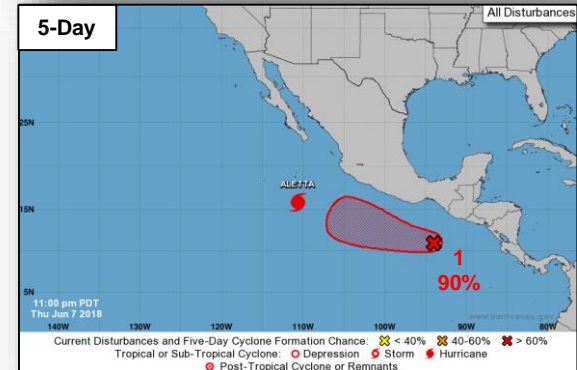 5-Day
All Disturbances
25N
ALETTA
15N
1
90%
5N
11:00 pm PDT
Thu Jun 7 2018
www.hurricanes.gov
140W 130W 120W 110W 100W 90W 80W
Current Disturbances and Five-Day Cyclone Formation Chance: < 40% 40-60% > 60%
Tropical or Sub-Tropical Cyclone: Depression Storm Hurricane
Post-Tropical Cyclone or Remnants